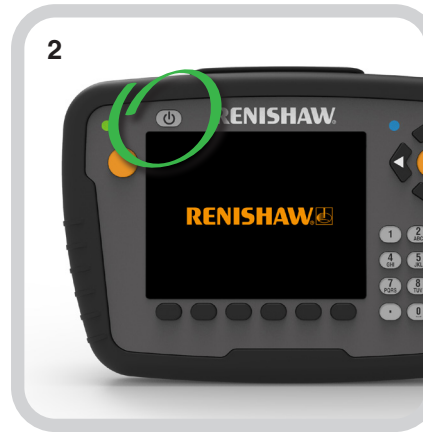 2
RENISHAW.
RENISHAW.
1 2 ABC
4 GHI 5 JKL
7 PQRS 8 TUV
. 0